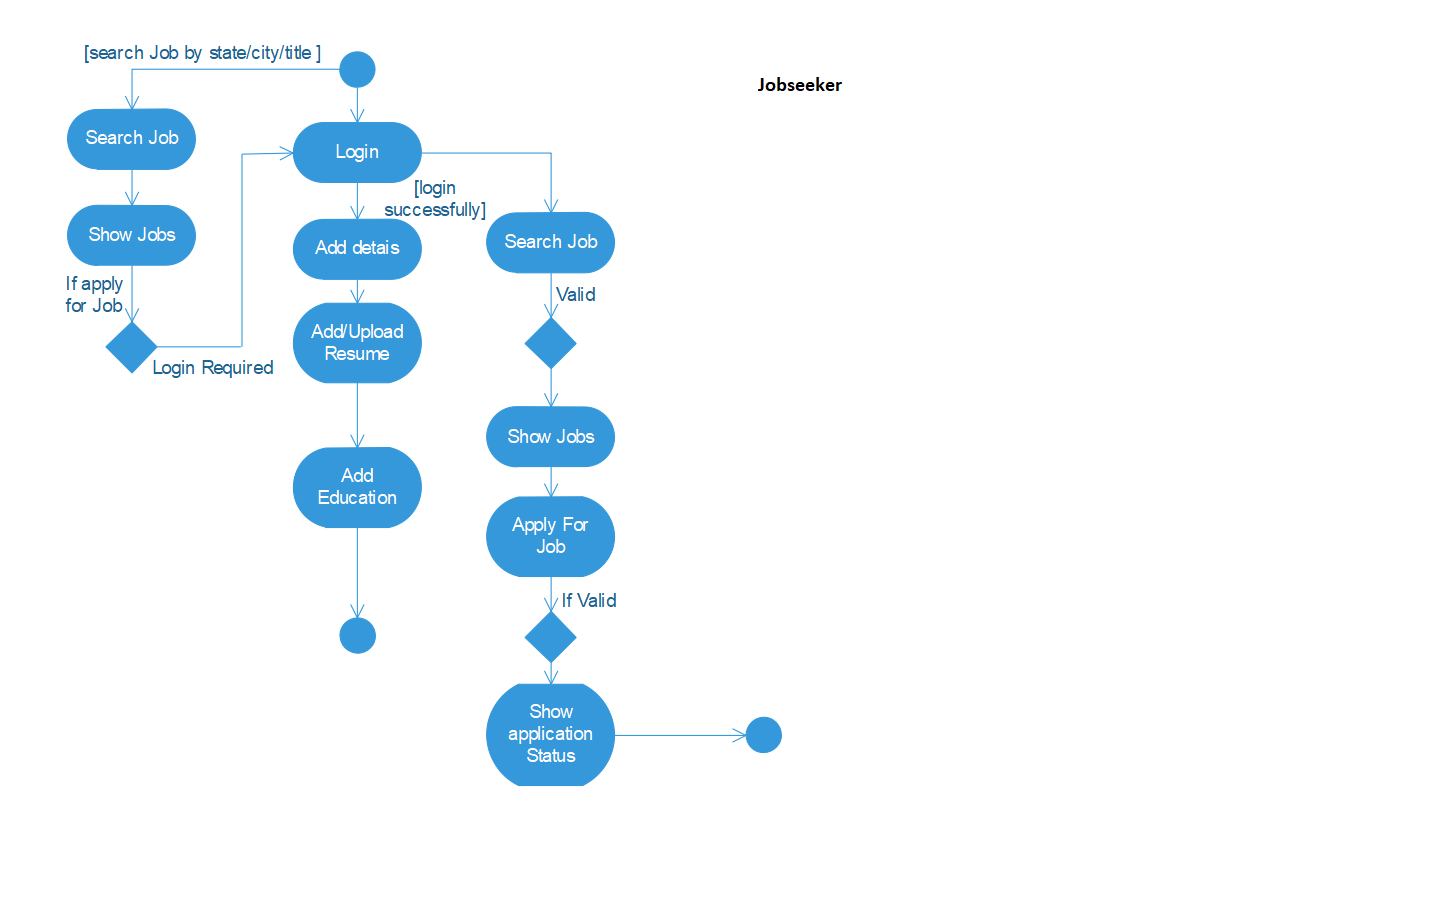 [search Job by state/city/title ]
Jobseeker
Search Job
Login
[login
successfully]
Show Jobs
Add detais
Search Job
If apply
for Job
Valid
Add/Upload
Resume
Login Required
Show Jobs
Add
Education
Apply For
Job
If Valid
Show
application
Status